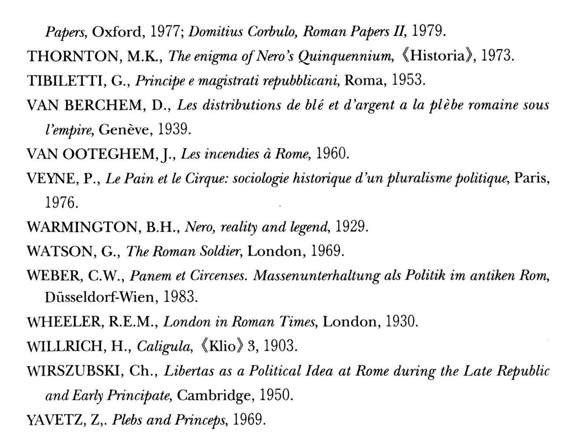 Papers, Oxford, 1977; Domitius Corbulo, Roman Papers II, 1979.
THORNTON, M.K., The enigma of Nero's Quinquennium, 《Historia》, 1973.
TIBILETTI, G., Principe e magistrati repubblicani, Roma, 1953.
VAN BERCHEM, D., Les distributions de blé et d'argent a la plèbe romaine sous
l'empire, Genève, 1939.
VAN OOTEGHEM, J., Les incendies à Rome, 1960.
VEYNE, P., Le Pain et le Cirque: sociologie historique d'un pluralisme politique, Paris,
1976.
WARMINGTON, B.H., Nero, reality and legend, 1929.
WATSON, G., The Roman Soldier, London, 1969.
WEBER, C.W., Panem et Circenses. Massenunterhaltung als Politik im antiken Rom,
Düsseldorf-Wien, 1983.
WHEELER, R.E.M., London in Roman Times, London, 1930.
WILLRICH, H., Caligula, 《Klio》 3, 1903.
WIRSZUBSKI, Ch., Libertas as a Political Idea at Rome during the Late Republic
and Early Principate, Cambridge, 1950.
YAVETZ, Z,. Plebs and Princeps, 1969.